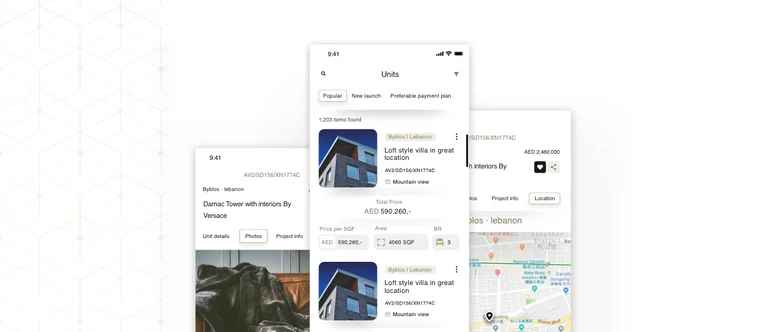 9:41
AV2/SD156/XN1774C
Byblos - lebanon
Damac Tower with interiors By
Versace
Unit details
Photos
Project info
9:41
Units
Popular
New launch
Preferable payment plan
1,203 items found
Byblos | Lebanon
Loft style villa in great
location
AV2/SD156/XN1774C
Mountain view
Total Price
AED 590,260,-
Price per SQF
Area
BR
AED 590,260,-
4560 SQF
3
Byblos | Lebanon
Loft style villa in great
location
AV2/SD156/XN1774C
Mountain view
/SD156/XN1774C
AED 2,460,000
h interiors By
Project info
Location
blos - lebanon
Baby Boss